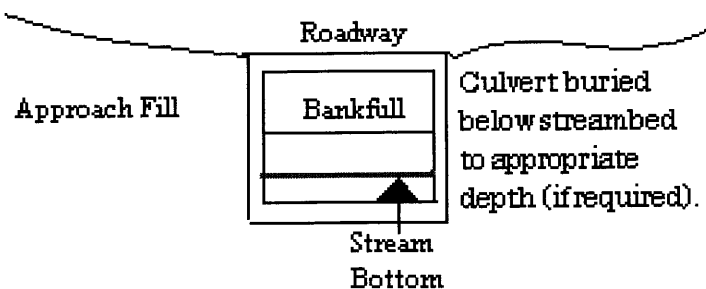 Roadway
Approach Fill
Bankfull
Culvert buried
below streambed
to appropriate
depth (if required).
Stream
Bottom